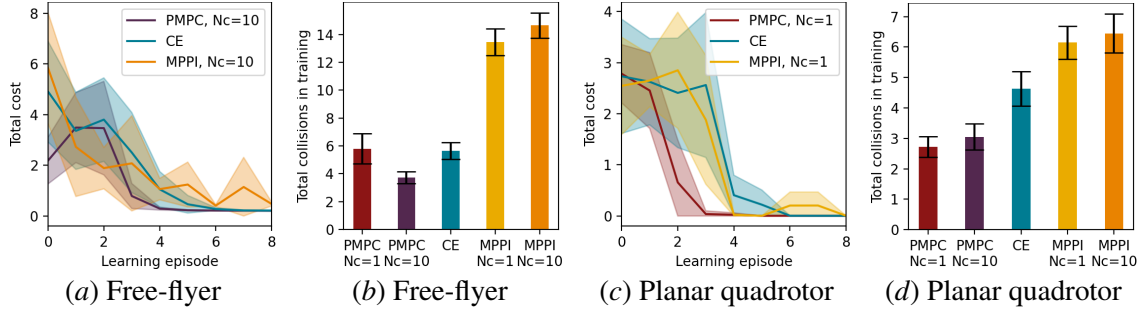 Total cost
8
6
4
2
0
PMPC, Nc=10
CE
MPPI, Nc=10
0 2 4 6 8
Learning episode
(a) Free-flyer
Total collisions in training
14
12
10
8
6
4
2
0
PMPC PMPC CE MPPI MPPI
Nc=1 Nc=10 Nc=1 Nc=10
(b) Free-flyer
Total cost
4
2
0
PMPC, Nc=1
CE
MPPI, Nc=1
0 2 4 6 8
Learning episode
(c) Planar quadrotor
Total collisions in training
7
6
5
4
3
2
1
0
PMPC PMPC CE MPPI MPPI
Nc=1 Nc=10 Nc=1 Nc=10
(d) Planar quadrotor